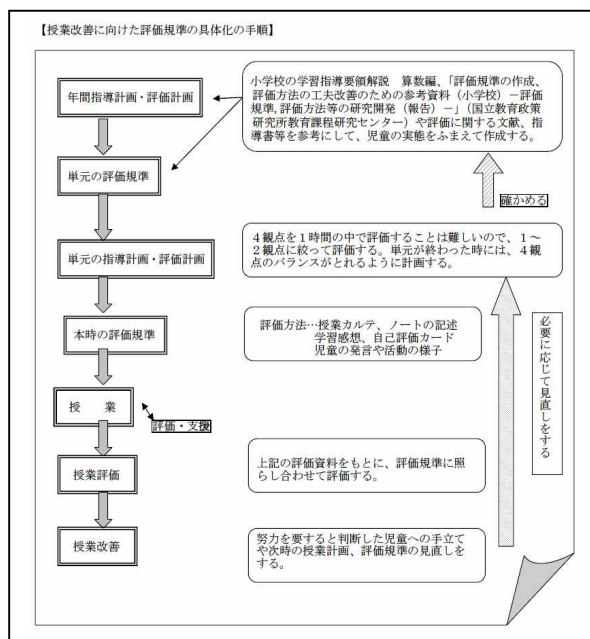 【授業改善に向けた評価規準の具体化の手順】
年間指導計画・評価計画
小学校の学習指導要領解説　算数編、「評価規準の作成、
評価方法の工夫改善のための参考資料（小学校）－評価
規準，評価方法等の研究開発（報告）－」（国立教育政策
研究所教育課程研究センター）や評価に関する文献、指
導書等を参考にして、児童の実態をふまえて作成する。
単元の評価規準
確かめる
単元の指導計画・評価計画
４観点を１時間の中で評価することは難しいので、１～
２観点に絞って評価する。単元が終わった時には、４観
点のバランスがとれるように計画する。
本時の評価規準
評価方法…授業カルテ、ノートの記述
学習感想、自己評価カード
児童の発言や活動の様子
必要に応じて見直しをする
授　業
評価・支援
授業評価
上記の評価資料をもとに、評価規準に照
らし合わせて評価する。
授業改善
努力を要すると判断した児童への手立て
や次時の授業計画、評価規準の見直しを
する。